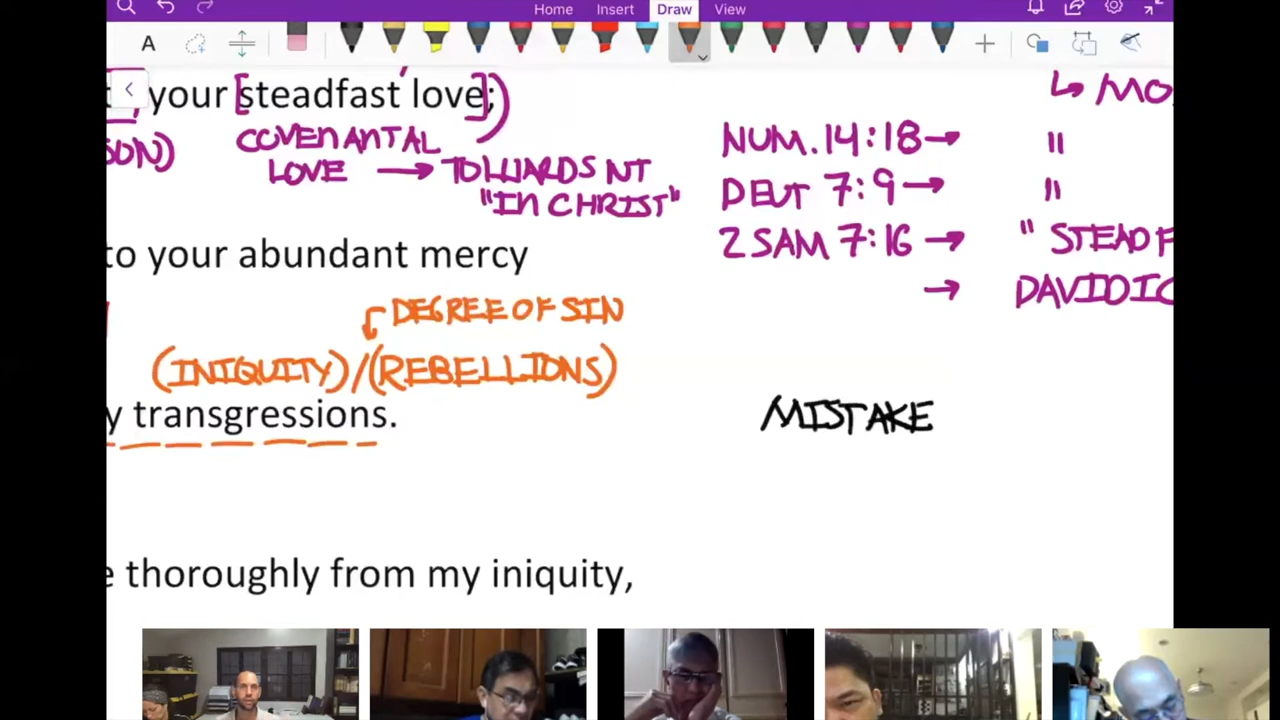 Home Insert Draw View
A
your [steadfast love;])
↳ MO
SON) COVENANTAL
LOVE → TOWARDS NT
"IN CHRIST"
NUM. 14:18 → "
DEUT 7:9 → "
2 SAM 7:16 → " STEADF
→ DAVIDIC
to your abundant mercy
DEGREE OF SIN
(INIQUITY)/(REBELLIONS)
y transgressions.
MISTAKE
e thoroughly from my iniquity,